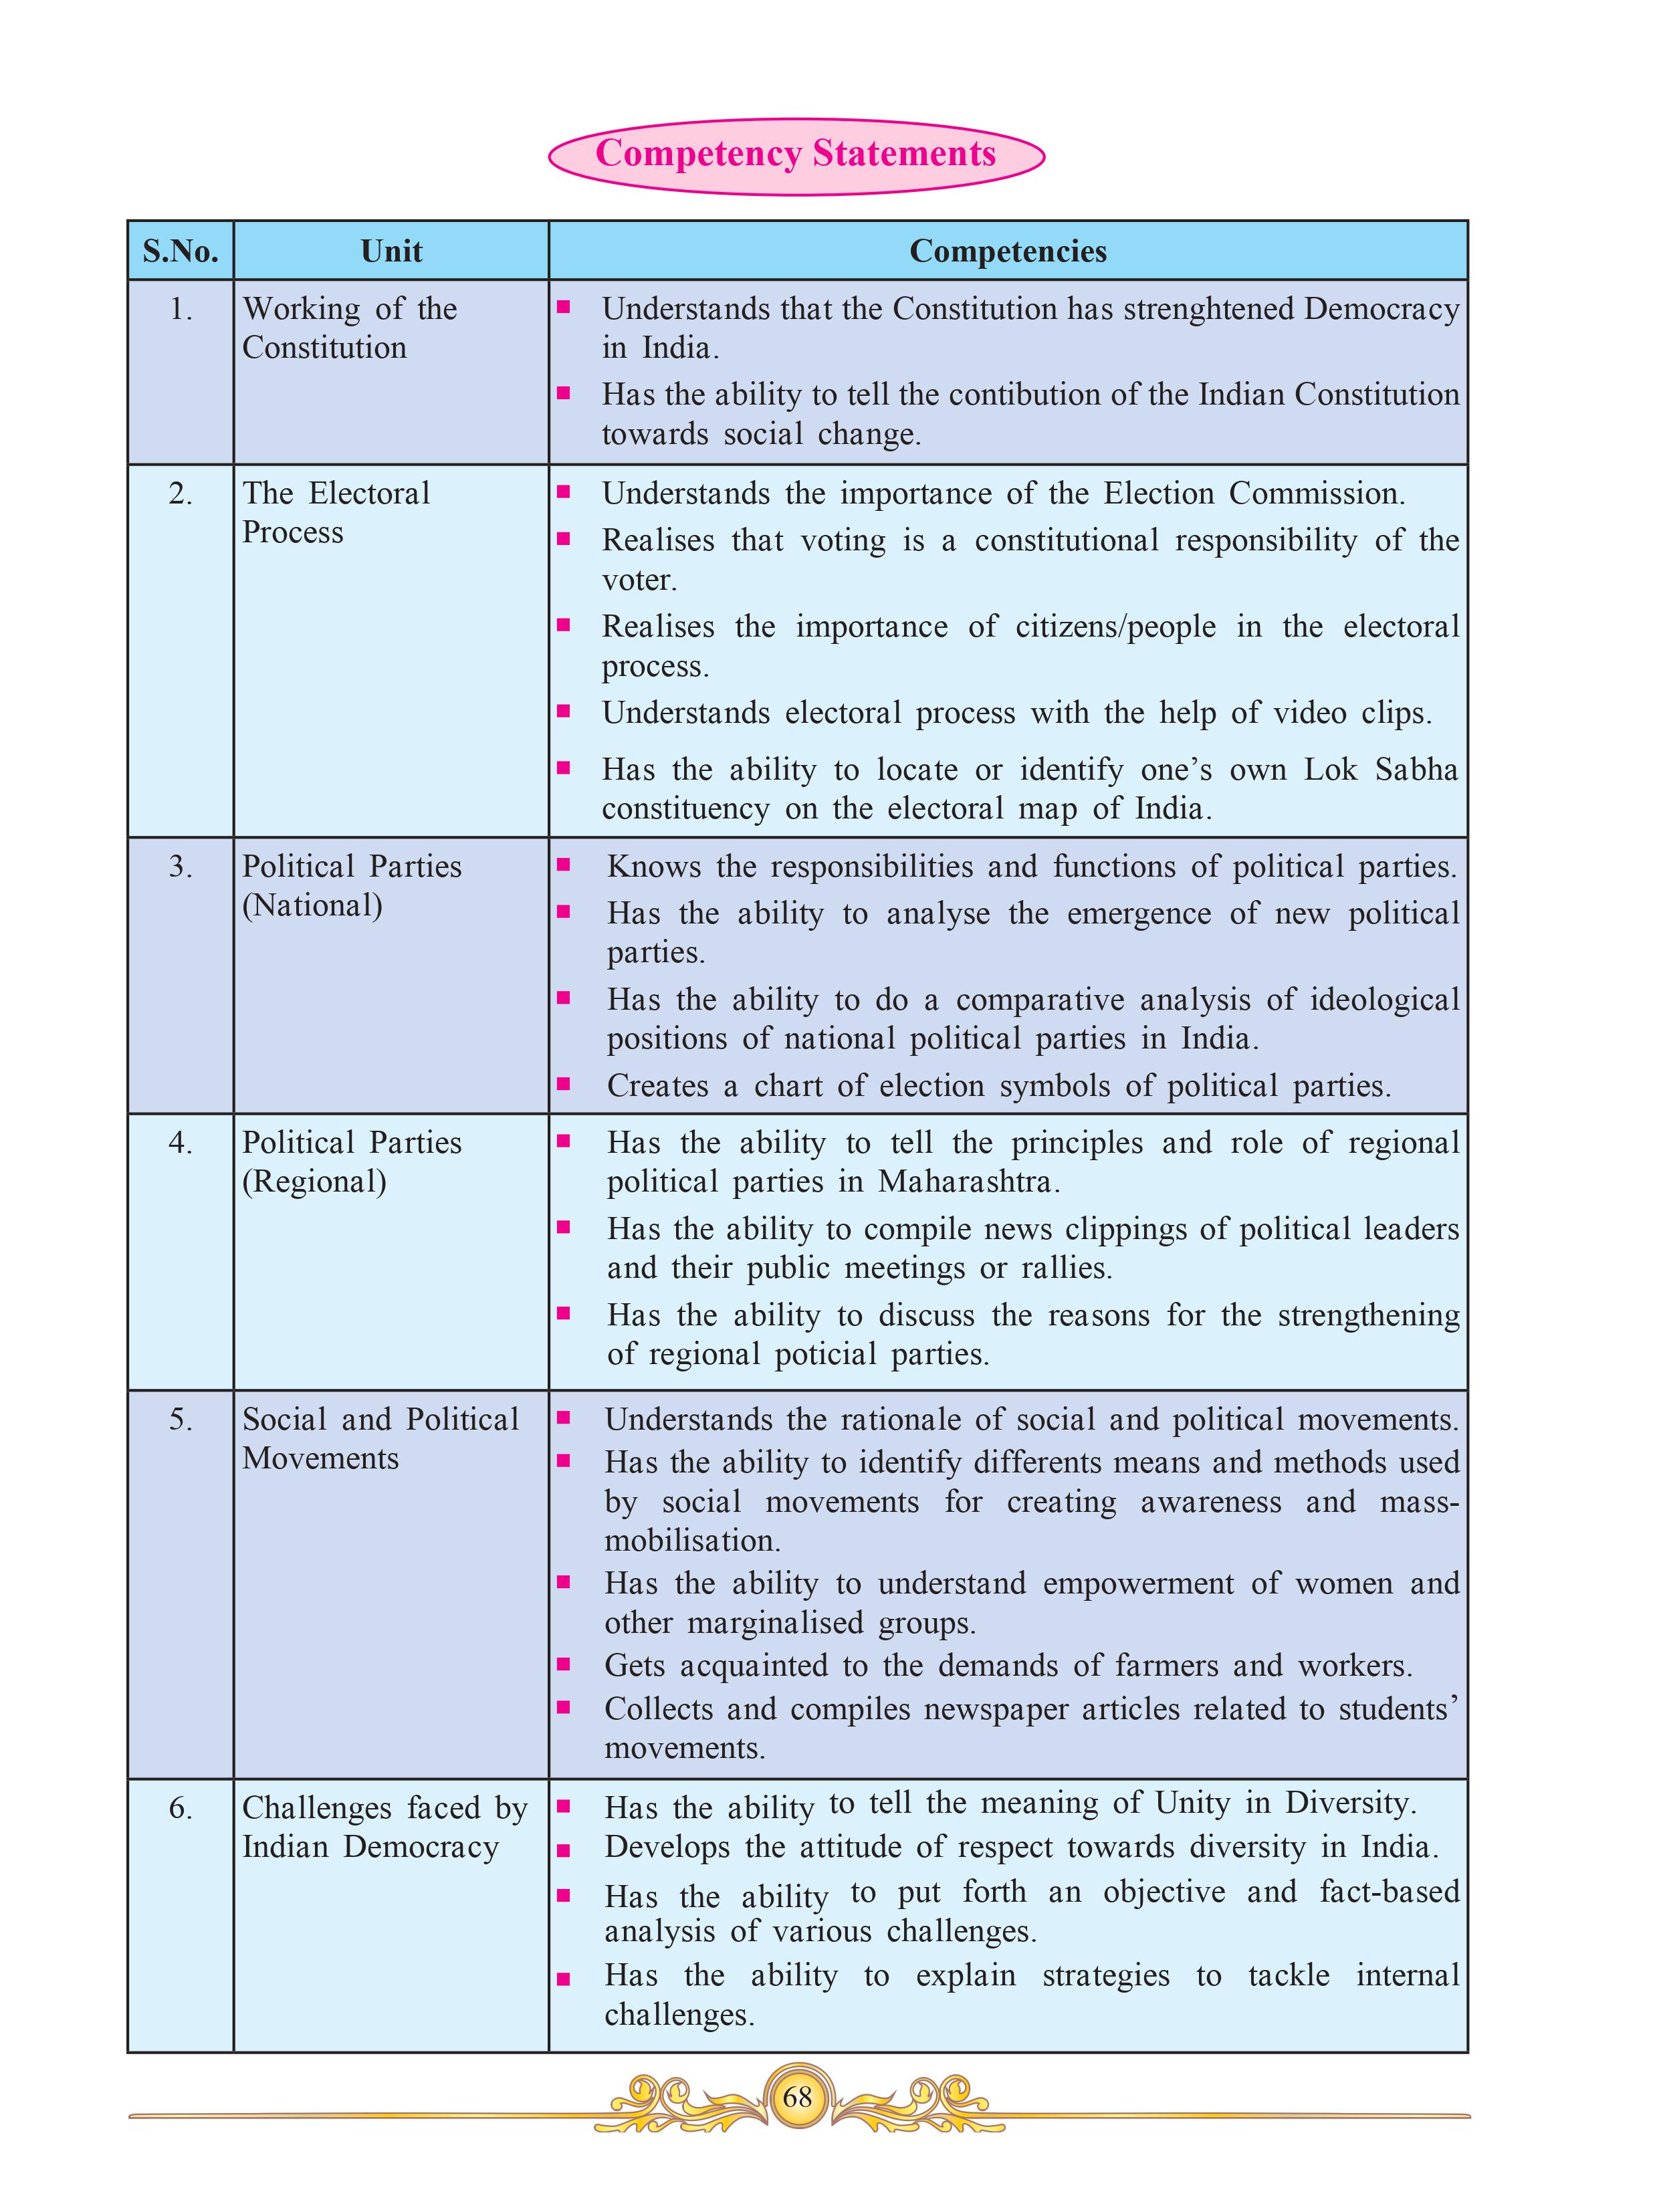 Competency Statements
S.No. Unit Competencies
1. Working of the Constitution
■ Understands that the Constitution has strenghtened Democracy
in India.
■ Has the ability to tell the contibution of the Indian Constitution
towards social change.
2. The Electoral Process
■ Understands the importance of the Election Commission.
■ Realises that voting is a constitutional responsibility of the
voter.
■ Realises the importance of citizens/people in the electoral
process.
■ Understands electoral process with the help of video clips.
■ Has the ability to locate or identify one’s own Lok Sabha
constituency on the electoral map of India.
3. Political Parties (National)
■ Knows the responsibilities and functions of political parties.
■ Has the ability to analyse the emergence of new political
parties.
■ Has the ability to do a comparative analysis of ideological
positions of national political parties in India.
■ Creates a chart of election symbols of political parties.
4. Political Parties (Regional)
■ Has the ability to tell the principles and role of regional
political parties in Maharashtra.
■ Has the ability to compile news clippings of political leaders
and their public meetings or rallies.
■ Has the ability to discuss the reasons for the strengthening
of regional poticial parties.
5. Social and Political Movements
■ Understands the rationale of social and political movements.
■ Has the ability to identify differents means and methods used
by social movements for creating awareness and mass-
mobilisation.
■ Has the ability to understand empowerment of women and
other marginalised groups.
■ Gets acquainted to the demands of farmers and workers.
■ Collects and compiles newspaper articles related to students’
movements.
6. Challenges faced by Indian Democracy
■ Has the ability to tell the meaning of Unity in Diversity.
■ Develops the attitude of respect towards diversity in India.
■ Has the ability to put forth an objective and fact-based
analysis of various challenges.
■ Has the ability to explain strategies to tackle internal
challenges.
68